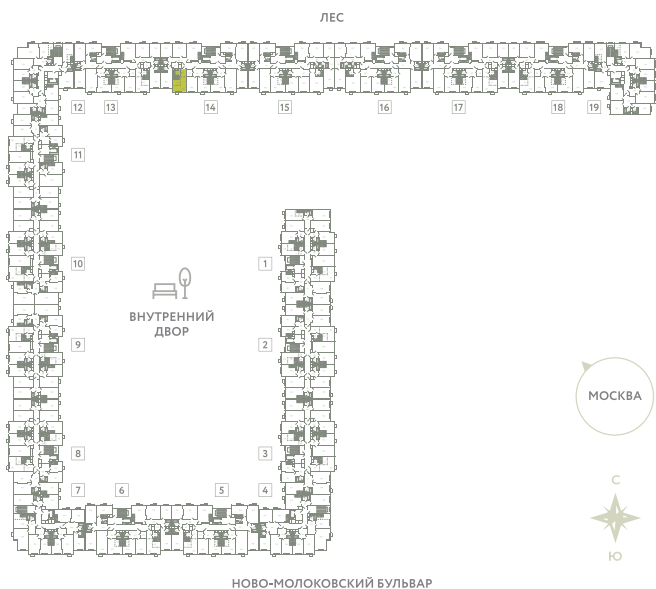 ЛЕС
12 13 14 15 16 17 18 19
11
10 1
ВНУТРЕННИЙ
ДВОР
9 2
МОСКВА
8 3
7 6 5 4
С
Ю
НОВО-МОЛОКОВСКИЙ БУЛЬВАР